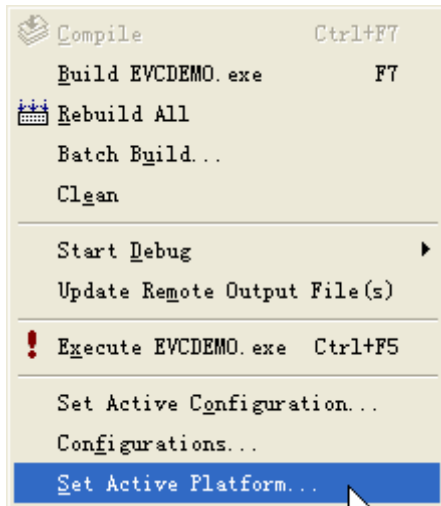 Compile Ctrl+F7
Build EVCDEMO.exe F7
Rebuild All
Batch Build...
Clean
Start Debug
Update Remote Output File(s)
Execute EVCDEMO.exe Ctrl+F5
Set Active Configuration...
Configurations...
Set Active Platform...